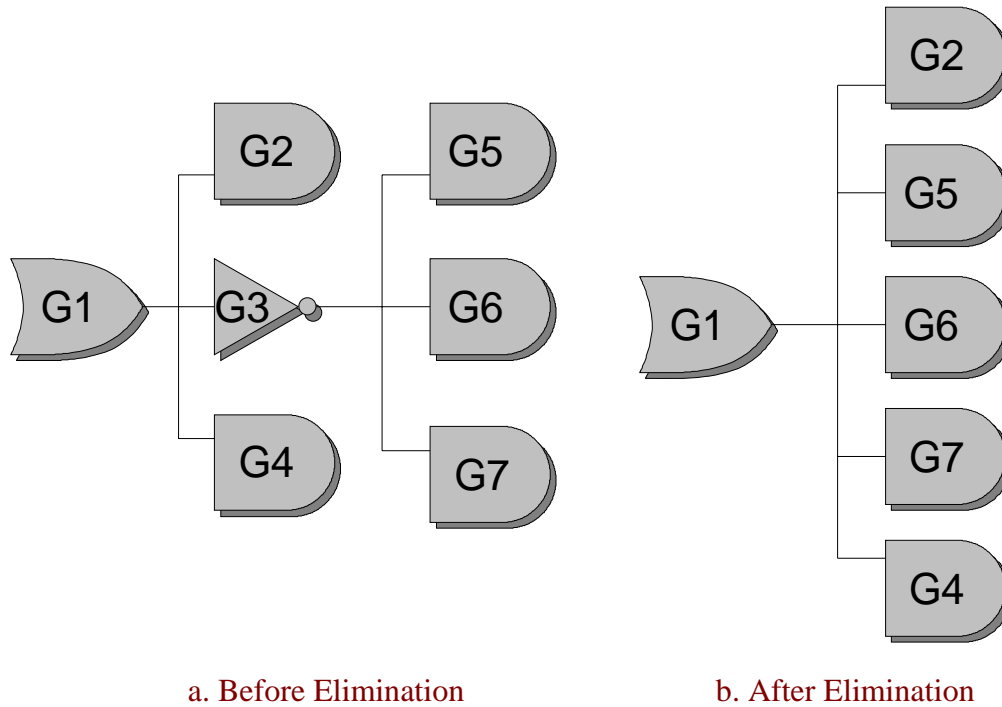 G1
G2
G3
G4
G5
G6
G7
a. Before Elimination
G1
G2
G5
G6
G7
G4
b. After Elimination